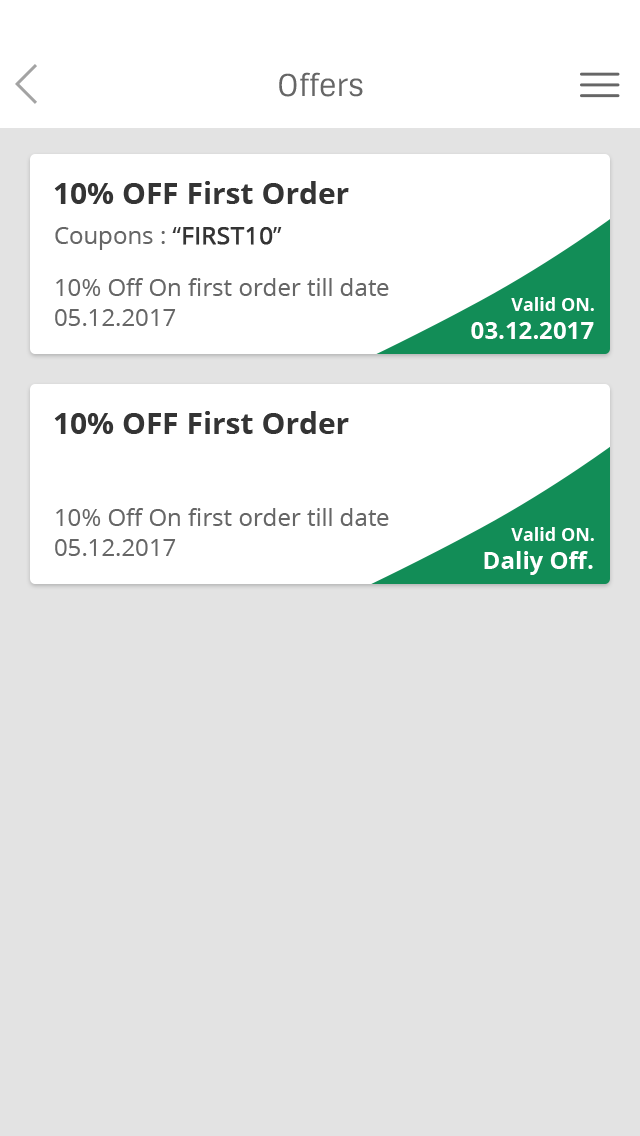 Offers
10% OFF First Order
Coupons : “FIRST10”
10% Off On first order till date
05.12.2017
Valid ON.
03.12.2017
10% OFF First Order
10% Off On first order till date
05.12.2017
Valid ON.
Daliy Off.